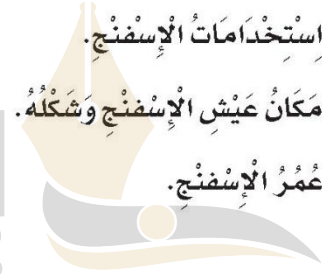 اِسْتِخْدَامَاتُ الْإِسْفَنْجِ.
مَكَانُ عَيْشِ الْإِسْفَنْجِ وَشَكْلُهُ.
عُمُرُ الْإِسْفَنْجِ.